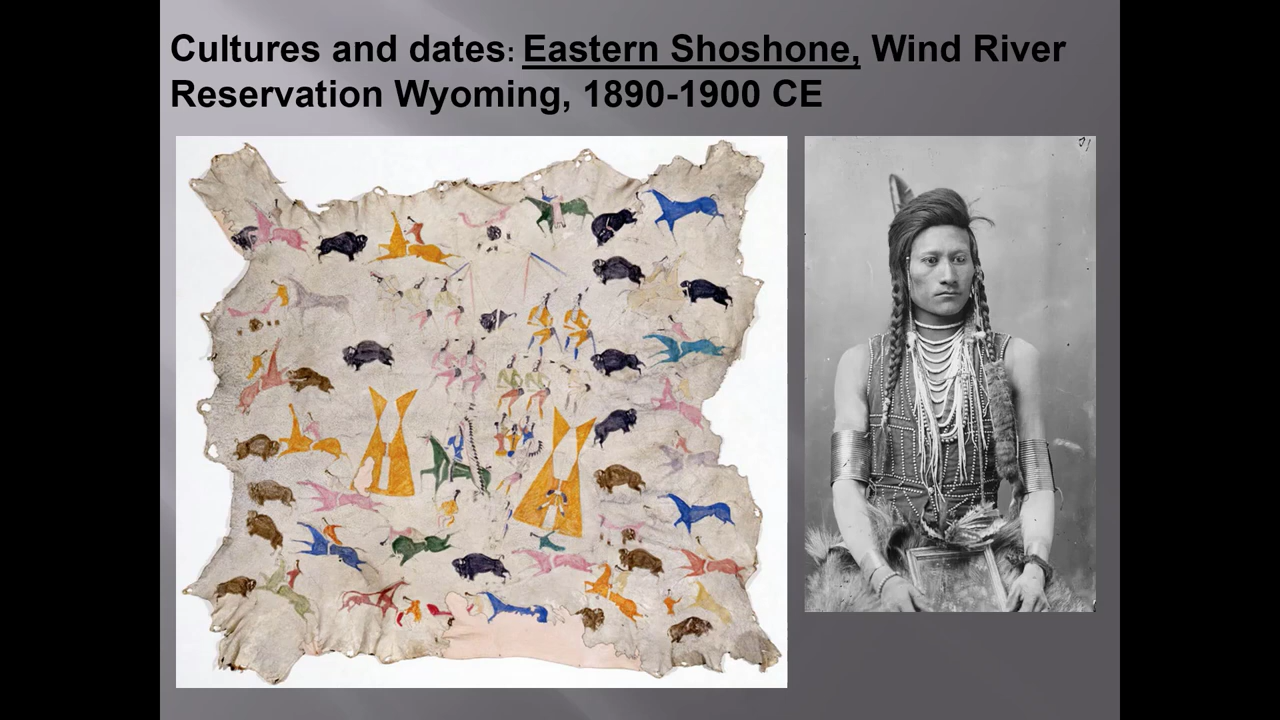 Cultures and dates: Eastern Shoshone, Wind River
Reservation Wyoming, 1890-1900 CE